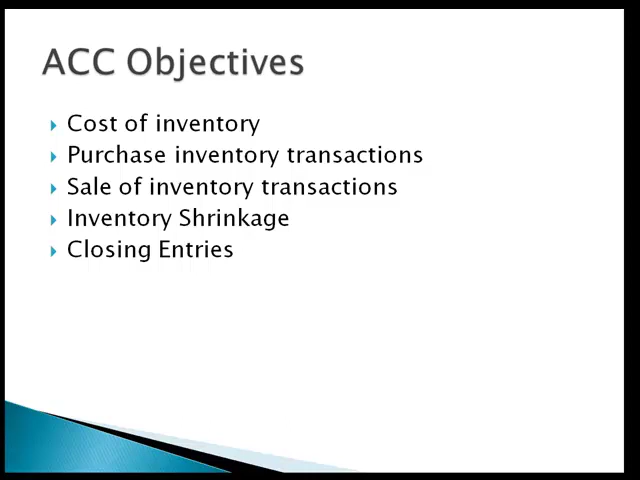 ACC Objectives
Cost of inventory
Purchase inventory transactions
Sale of inventory transactions
Inventory Shrinkage
Closing Entries